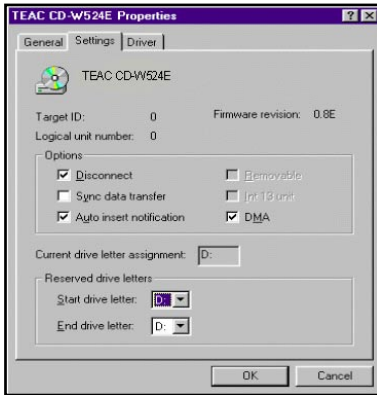 TEAC CD-W524E Properties
General Settings Driver
TEAC CD-W524E
Target ID: 0 Firmware revision: 0.8E
Logical unit number: 0
Options
Disconnect Removable
Sync data transfer Int 13 unit
Auto insert notification DMA
Current drive letter assignment: D:
Reserved drive letters
Start drive letter: D:
End drive letter: D:
OK Cancel